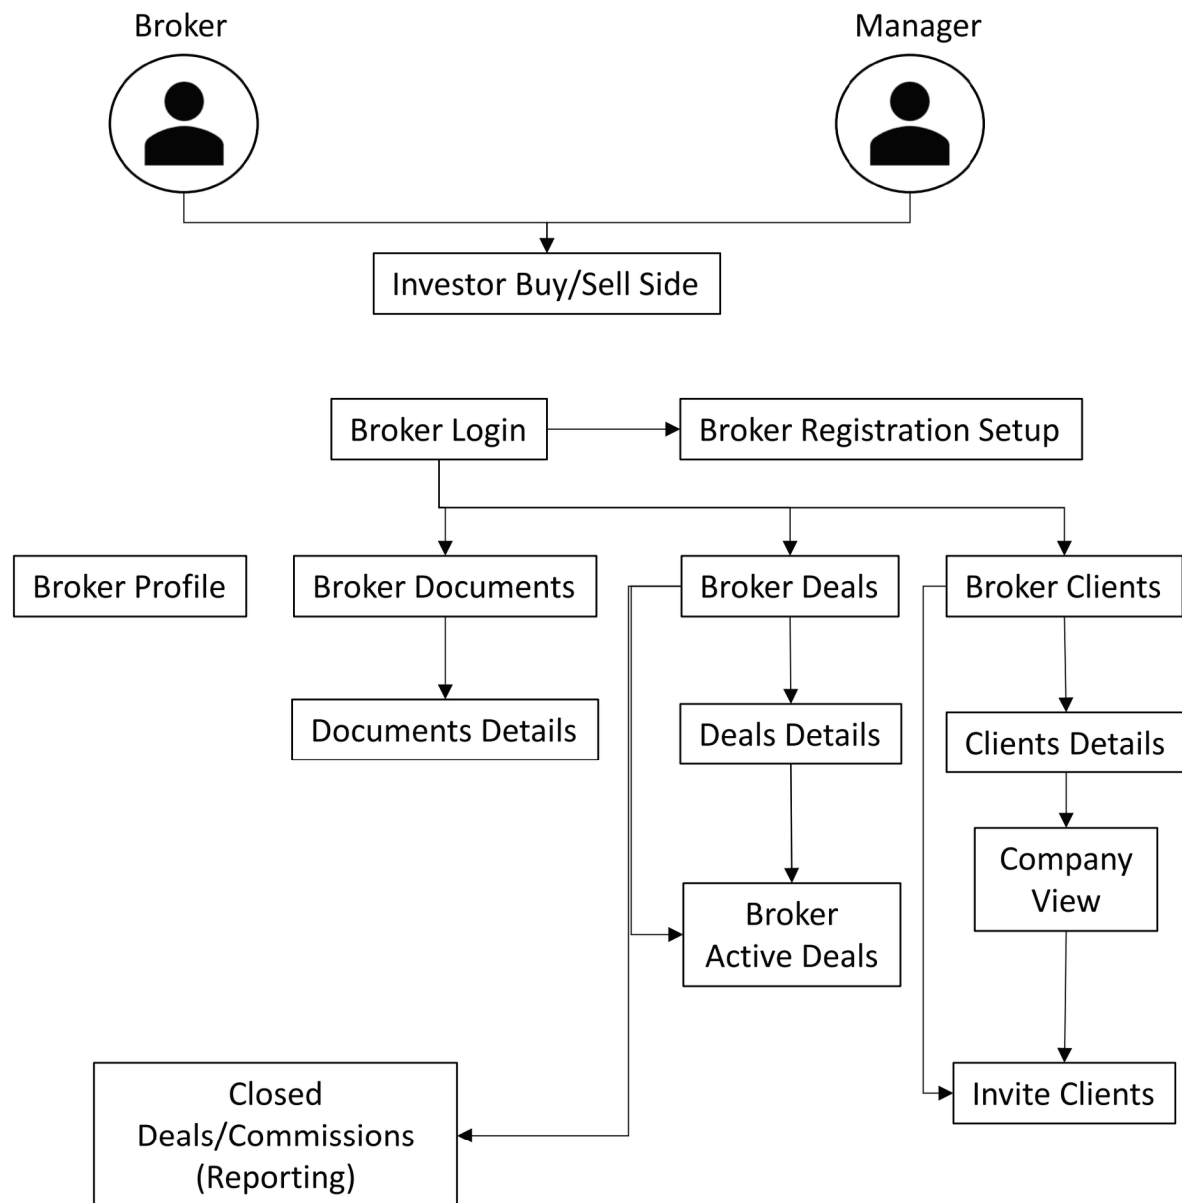 Broker
Manager
Investor Buy/Sell Side
Broker Login
Broker Registration Setup
Broker Profile
Broker Documents
Broker Deals
Broker Clients
Documents Details
Deals Details
Clients Details
Company
View
Broker
Active Deals
Invite Clients
Closed
Deals/Commissions
(Reporting)